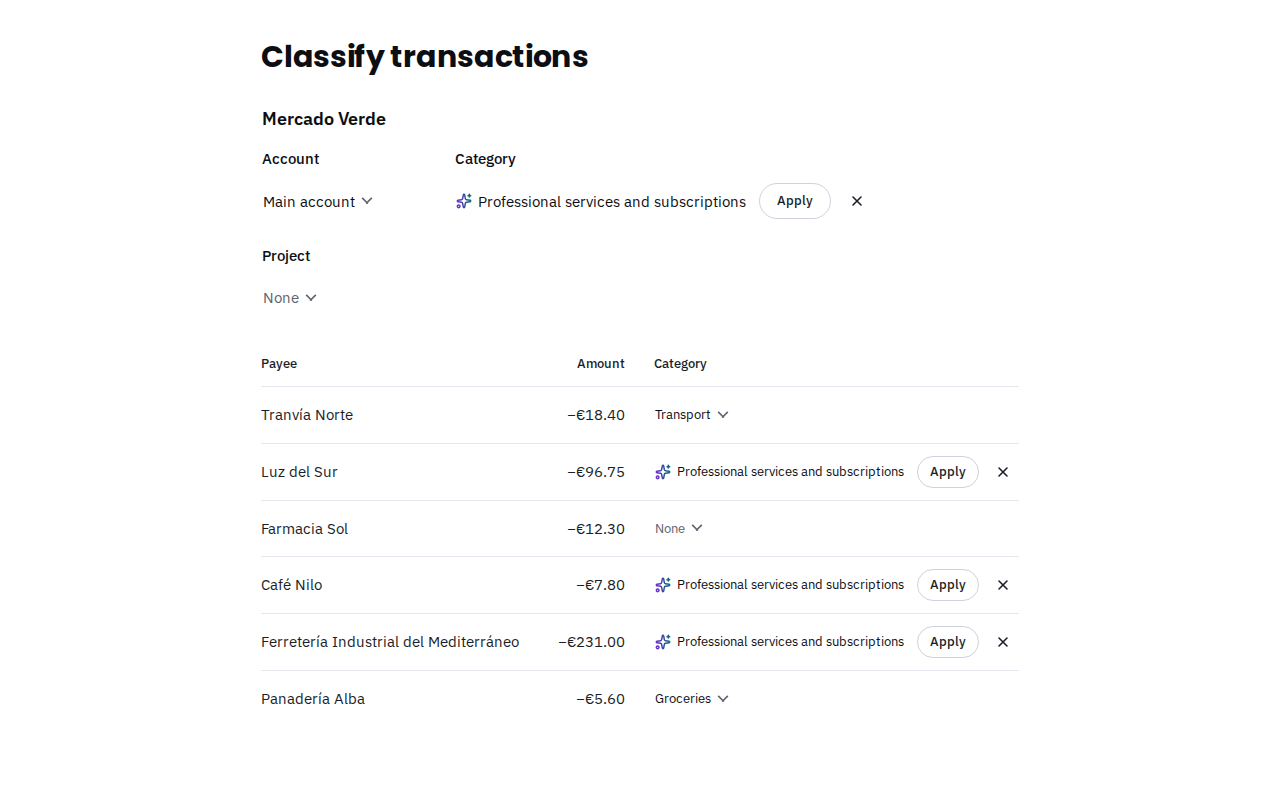 Classify transactions
Mercado Verde
Account Category
Main account Professional services and subscriptions Apply
Project
None
Payee Amount Category
Tranvía Norte −€18.40 Transport
Luz del Sur −€96.75 Professional services and subscriptions Apply
Farmacia Sol −€12.30 None
Café Nilo −€7.80 Professional services and subscriptions Apply
Ferretería Industrial del Mediterráneo −€231.00 Professional services and subscriptions Apply
Panadería Alba −€5.60 Groceries